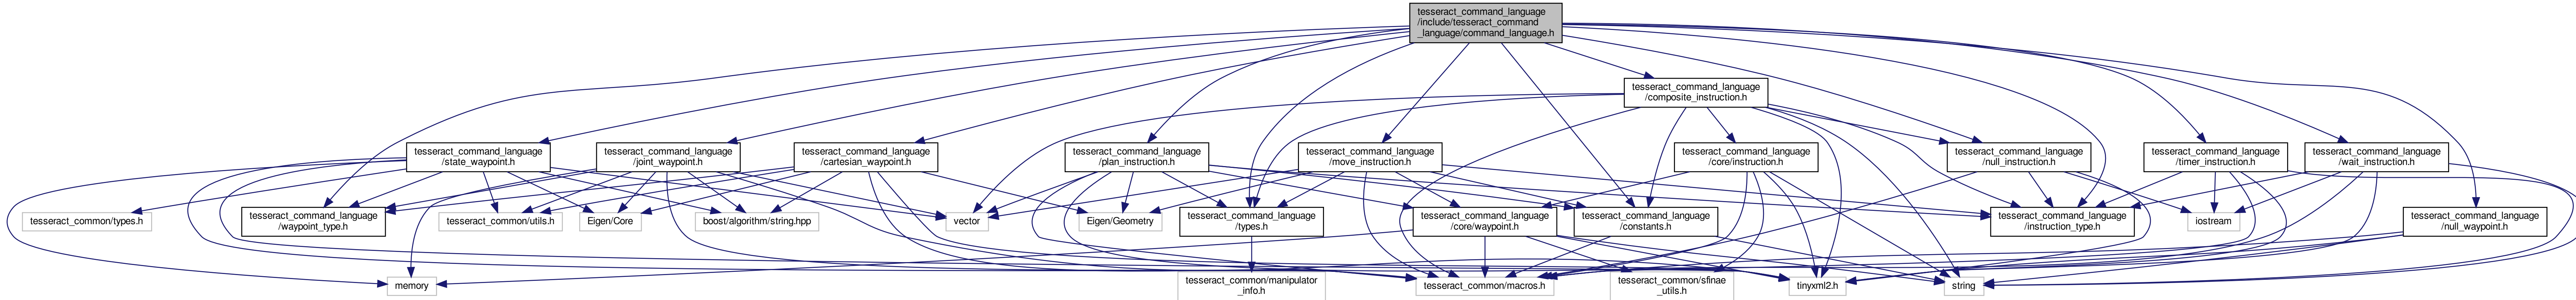 tesseract_command_language
/include/tesseract_command
_language/command_language.h
tesseract_command_language
/composite_instruction.h
tesseract_command_language
/state_waypoint.h
tesseract_command_language
/joint_waypoint.h
tesseract_command_language
/cartesian_waypoint.h
tesseract_command_language
/plan_instruction.h
tesseract_command_language
/move_instruction.h
tesseract_command_language
/core/instruction.h
tesseract_command_language
/null_instruction.h
tesseract_command_language
/timer_instruction.h
tesseract_command_language
/wait_instruction.h
tesseract_common/types.h
tesseract_command_language
/waypoint_type.h
tesseract_common/utils.h
Eigen/Core
boost/algorithm/string.hpp
vector
Eigen/Geometry
tesseract_command_language
/types.h
tesseract_command_language
/core/waypoint.h
tesseract_command_language
/constants.h
tesseract_command_language
/instruction_type.h
iostream
tesseract_command_language
/null_waypoint.h
memory
tesseract_common/manipulator
_info.h
tesseract_common/macros.h
tesseract_common/sfinae
_utils.h
tinyxml2.h
string